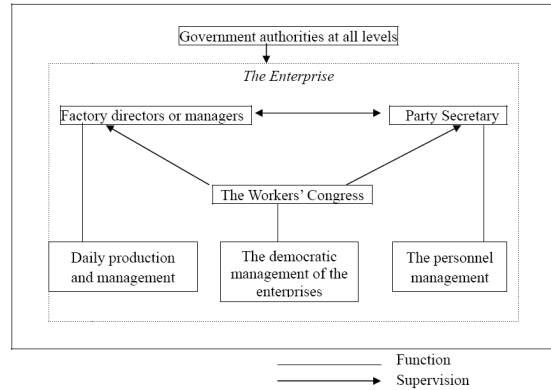 Government authorities at all levels
The Enterprise
Factory directors or managers
Party Secretary
The Workers' Congress
Daily production
and management
The democratic
management of the
enterprises
The personnel
management
Function
Supervision